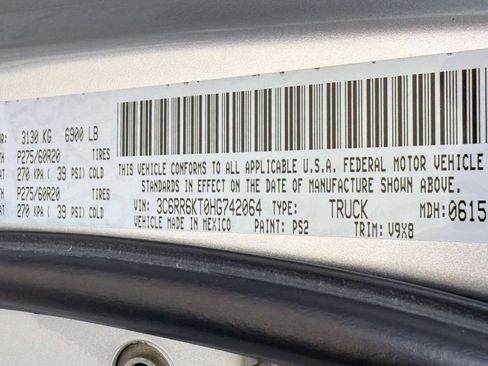 3130 KG 6900 LB
P275/60R20 TIRES
270 KPA ( 39 PSI) COLD
P275/60R20 TIRES
270 KPA ( 39 PSI) COLD
THIS VEHICLE CONFORMS TO ALL APPLICABLE U.S.A. FEDERAL MOTOR VEHICLE
STANDARDS IN EFFECT ON THE DATE OF MANUFACTURE SHOWN ABOVE.
VIN: 3C6RR6KT0HG742064 TYPE: TRUCK MDH: 0615
VEHICLE MADE IN MEXICO PAINT: PS2 TRIM: V9X8